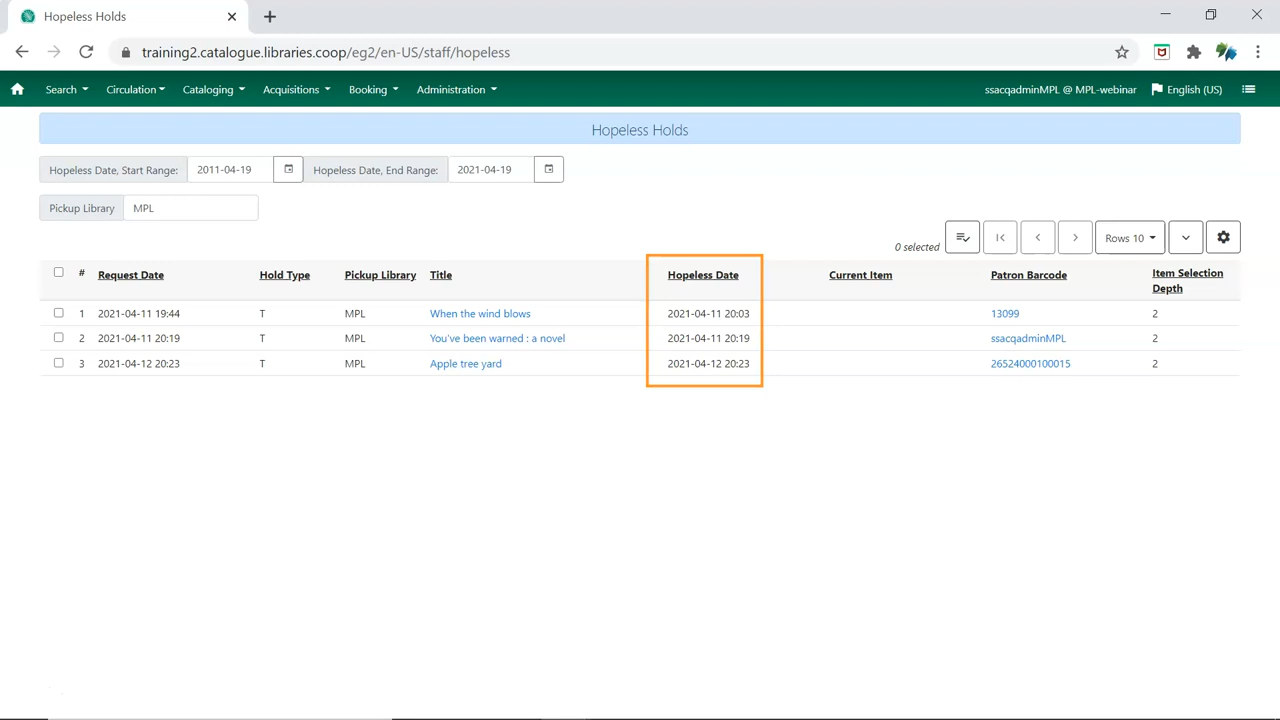 Hopeless Holds
training2.catalogue.libraries.coop/eg2/en-US/staff/hopeless
Search Circulation Cataloging Acquisitions Booking Administration ssacqadminMPL @ MPL-webinar English (US)
Hopeless Holds
Hopeless Date, Start Range: 2011-04-19 Hopeless Date, End Range: 2021-04-19
Pickup Library MPL
0 selected Rows 10
# Request Date Hold Type Pickup Library Title Hopeless Date Current Item Patron Barcode Item Selection Depth
1 2021-04-11 19:44 T MPL When the wind blows 2021-04-11 20:03 13099 2
2 2021-04-11 20:19 T MPL You've been warned : a novel 2021-04-11 20:19 ssacqadminMPL 2
3 2021-04-12 20:23 T MPL Apple tree yard 2021-04-12 20:23 26524000100015 2